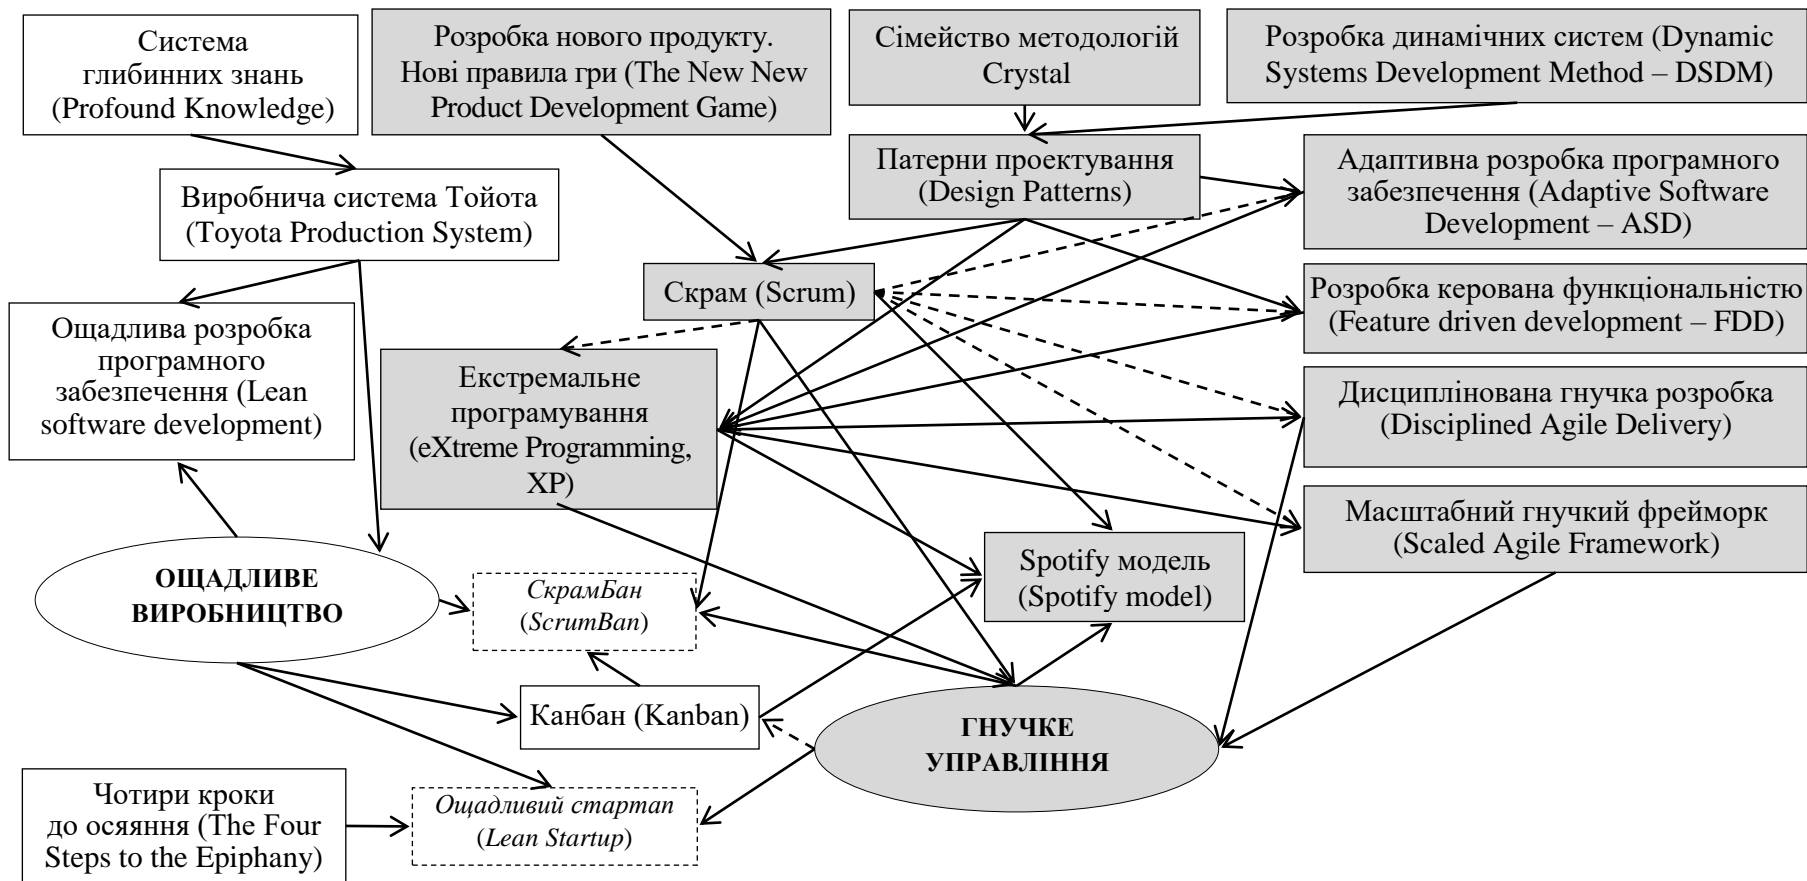 Система
глибинних знань
(Profound Knowledge)
Розробка нового продукту.
Нові правила гри (The New New
Product Development Game)
Сімейство методологій
Crystal
Розробка динамічних систем (Dynamic
Systems Development Method – DSDM)
Виробнича система Тойота
(Toyota Production System)
Патерни проектування
(Design Patterns)
Адаптивна розробка програмного
забезпечення (Adaptive Software
Development – ASD)
Скрам (Scrum)
Розробка керована функціональністю
(Feature driven development – FDD)
Ощадлива розробка
програмного
забезпечення (Lean
software development)
Екстремальне
програмування
(eXtreme Programming,
XP)
Дисциплінована гнучка розробка
(Disciplined Agile Delivery)
Масштабний гнучкий фрейморк
(Scaled Agile Framework)
ОЩАДЛИВЕ
ВИРОБНИЦТВО
СкрамБан
(ScrumBan)
Spotify модель
(Spotify model)
Канбан (Kanban)
ГНУЧКЕ
УПРАВЛІННЯ
Чотири кроки
до осяяння (The Four
Steps to the Epiphany)
Ощадливий стартап
(Lean Startup)